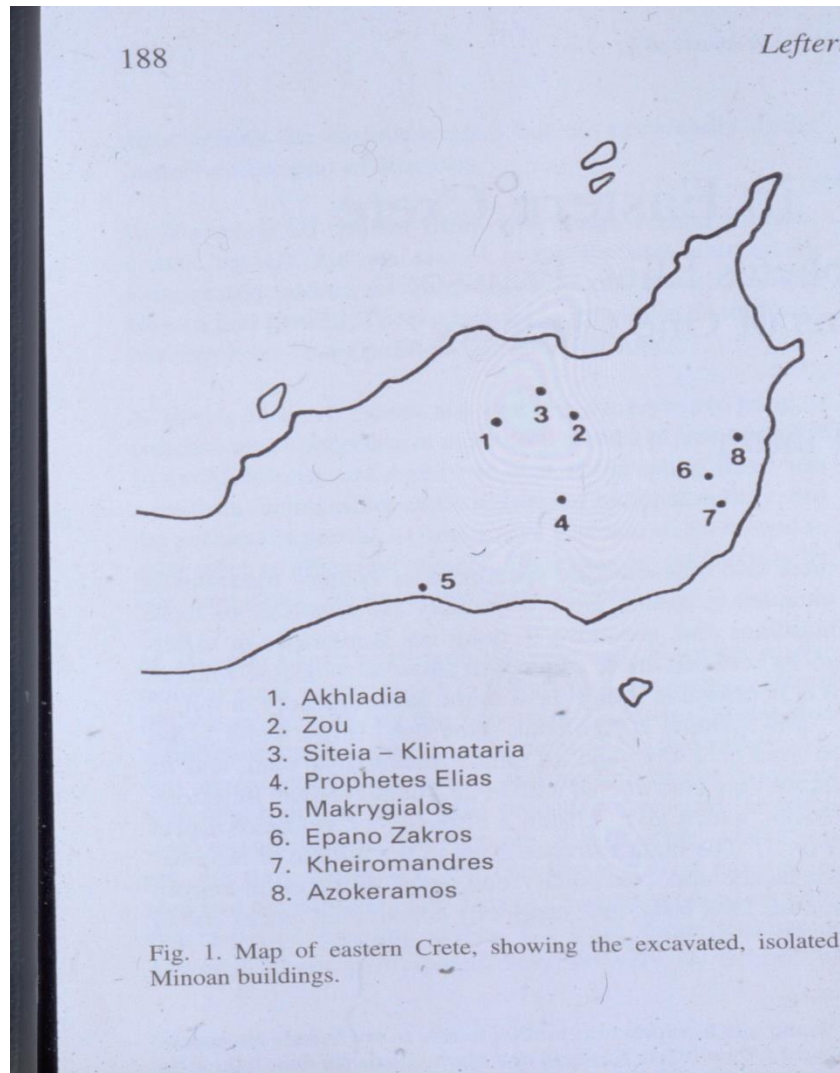 188
Lefter
3
1
2
8
6
4
7
5
1. Akhladia
2. Zou
3. Siteia – Klimataria
4. Prophetes Elias
5. Makrygialos
6. Epano Zakros
7. Kheiromandres
8. Azokeramos
Fig. 1. Map of eastern Crete, showing the excavated, isolated
Minoan buildings.